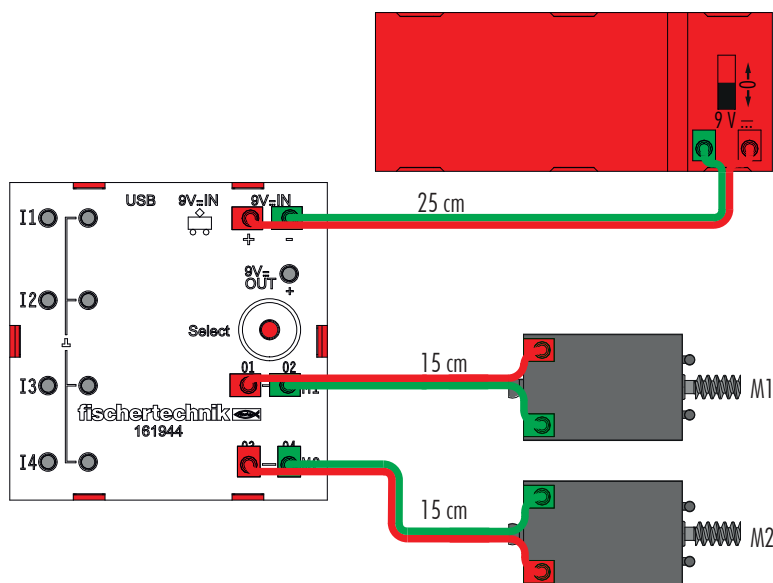 9 V ⎓
0
25 cm
USB 9V=IN 9V=IN
+ -
I1
9V=
OUT
+
I2
Select
15 cm
O1 O2
I3
M1
M1
fischertechnik
161944
O3 O4
I4
M2
15 cm
M2